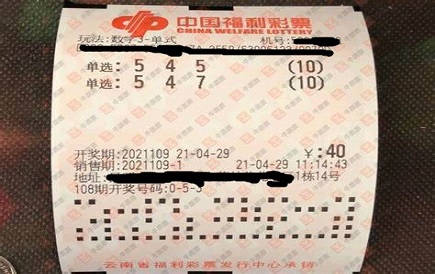 中国福利彩票
CHINA WELFARE LOTTERY
玩法:数字3-单式 机号:
单选: 5 4 5 (10)
单选: 5 4 7 (10)
开奖期:2021109 21-04-29 ￥:40
销售期:2021109-1 21-04-29 11:14:43
地址: 1栋14号
108期开奖号码:0-5-3
云南省福利彩票发行中心承销